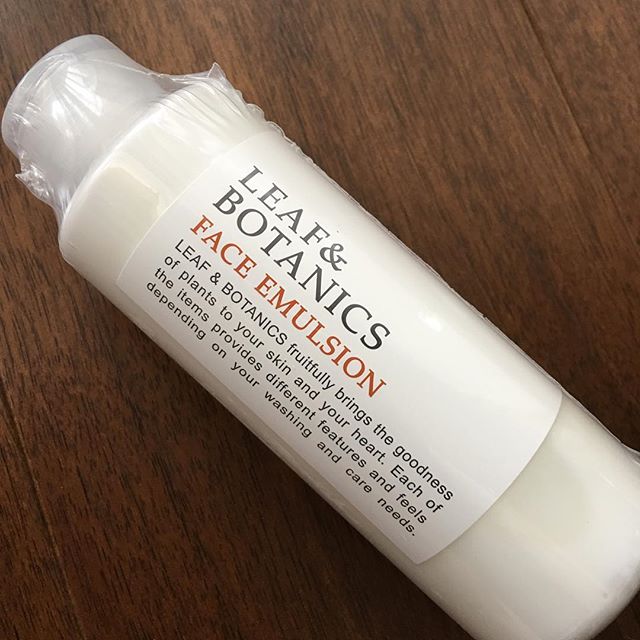 LEAF&
BOTANICS
FACE EMULSION
LEAF & BOTANICS fruitfully brings the goodness
of plants to your skin and your heart. Each of
the items provides different features and feels
depending on your washing and care needs.